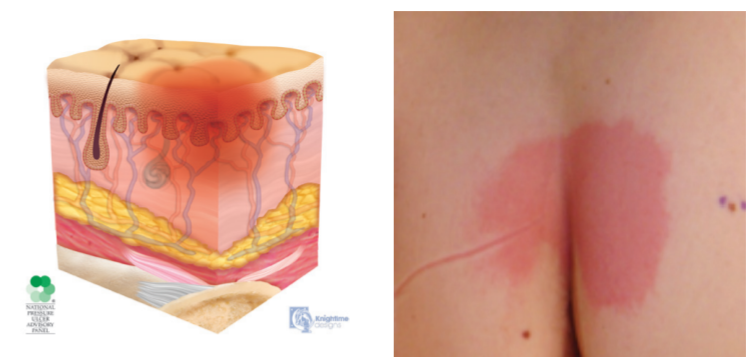 NATIONAL
PRESSURE
ULCER
ADVISORY
PANEL
Knightime
designs